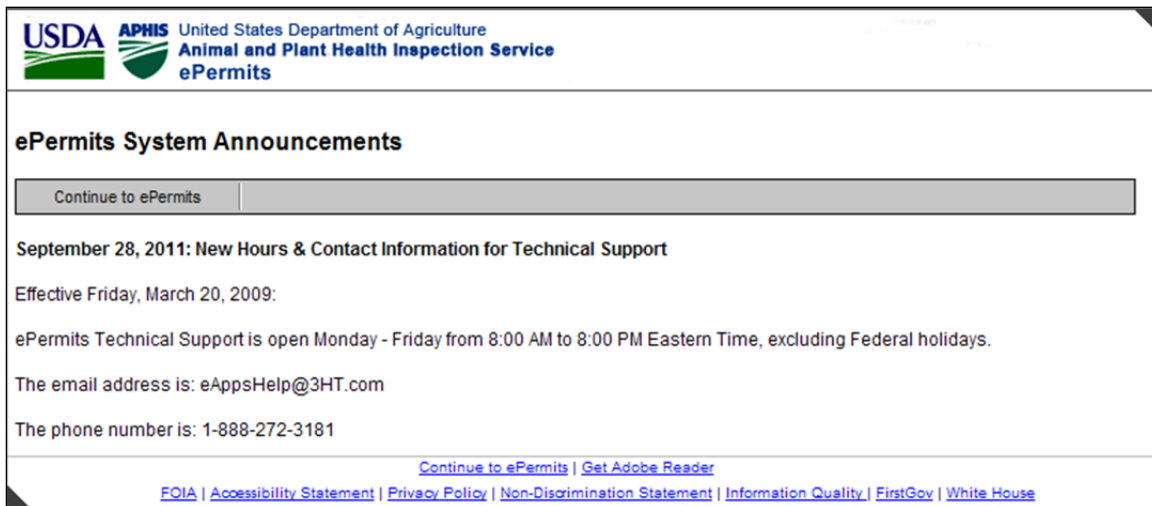 USDA APHIS United States Department of Agriculture
Animal and Plant Health Inspection Service
ePermits
ePermits System Announcements
Continue to ePermits
September 28, 2011: New Hours & Contact Information for Technical Support
Effective Friday, March 20, 2009:
ePermits Technical Support is open Monday - Friday from 8:00 AM to 8:00 PM Eastern Time, excluding Federal holidays.
The email address is: eAppsHelp@3HT.com
The phone number is: 1-888-272-3181
Continue to ePermits | Get Adobe Reader
FOIA | Accessibility Statement | Privacy Policy | Non-Discrimination Statement | Information Quality | FirstGov | White House